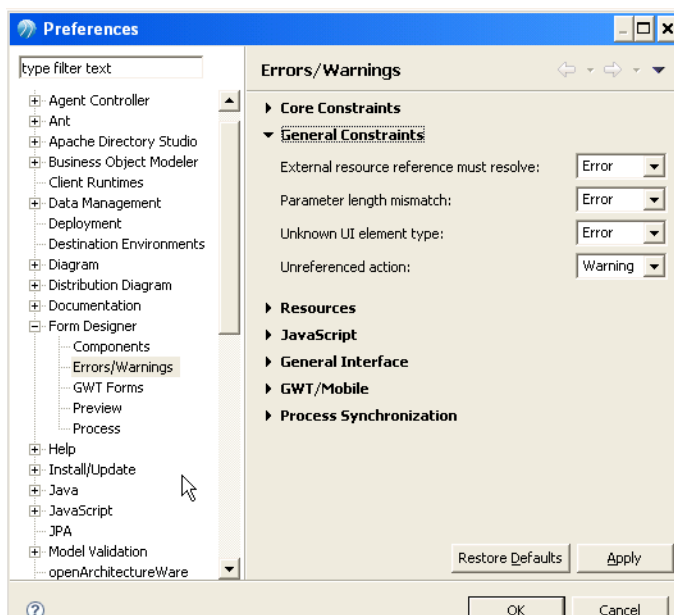 Preferences
type filter text
Agent Controller
Ant
Apache Directory Studio
Business Object Modeler
Client Runtimes
Data Management
Deployment
Destination Environments
Diagram
Distribution Diagram
Documentation
Form Designer
Components
Errors/Warnings
GWT Forms
Preview
Process
Help
Install/Update
Java
JavaScript
JPA
Model Validation
openArchitectureWare
Errors/Warnings
Core Constraints
General Constraints
External resource reference must resolve: Error
Parameter length mismatch: Error
Unknown UI element type: Error
Unreferenced action: Warning
Resources
JavaScript
General Interface
GWT/Mobile
Process Synchronization
Restore Defaults Apply
? OK Cancel